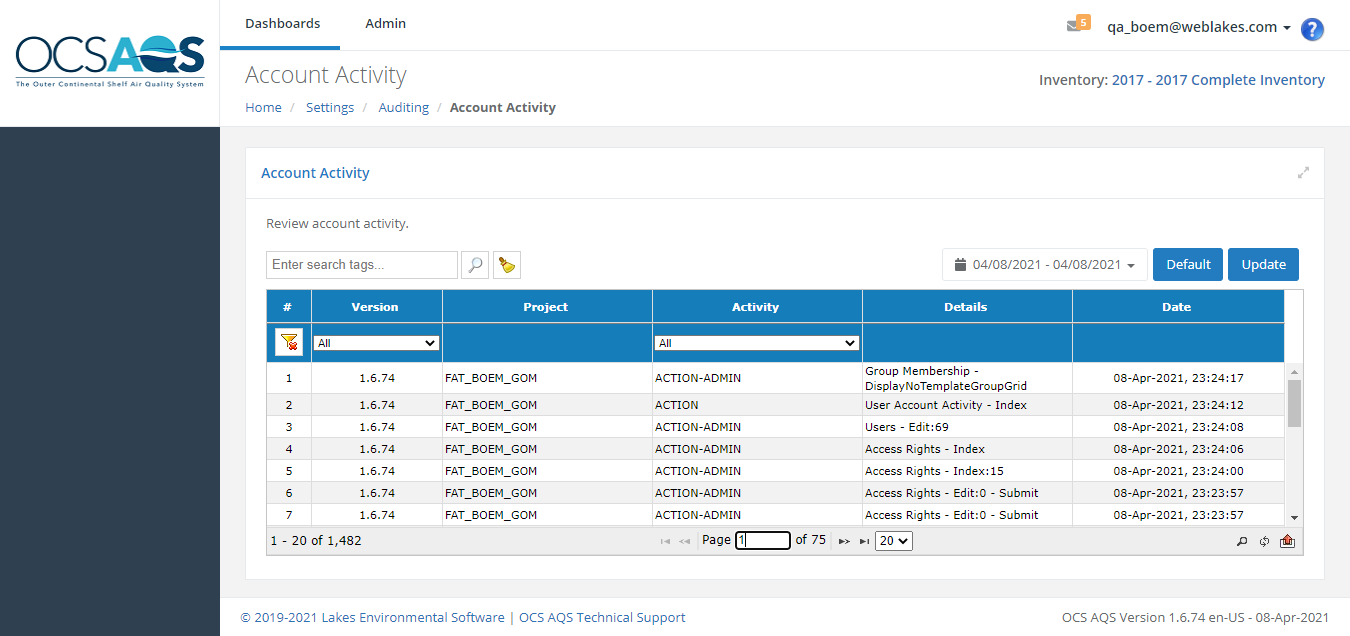 OCSAQS
The Outer Continental Shelf Air Quality System
Dashboards Admin 5 qa_boem@weblakes.com ?
Account Activity
Inventory: 2017 - 2017 Complete Inventory
Home / Settings / Auditing / Account Activity
Account Activity
Review account activity.
Enter search tags... 04/08/2021 - 04/08/2021 Default Update
# Version Project Activity Details Date
All All
1 1.6.74 FAT_BOEM_GOM ACTION-ADMIN Group Membership - DisplayNoTemplateGroupGrid 08-Apr-2021, 23:24:17
2 1.6.74 FAT_BOEM_GOM ACTION User Account Activity - Index 08-Apr-2021, 23:24:12
3 1.6.74 FAT_BOEM_GOM ACTION-ADMIN Users - Edit:69 08-Apr-2021, 23:24:08
4 1.6.74 FAT_BOEM_GOM ACTION-ADMIN Access Rights - Index 08-Apr-2021, 23:24:06
5 1.6.74 FAT_BOEM_GOM ACTION-ADMIN Access Rights - Index:15 08-Apr-2021, 23:24:00
6 1.6.74 FAT_BOEM_GOM ACTION-ADMIN Access Rights - Edit:0 - Submit 08-Apr-2021, 23:23:57
7 1.6.74 FAT_BOEM_GOM ACTION-ADMIN Access Rights - Edit:0 - Submit 08-Apr-2021, 23:23:57
1 - 20 of 1,482 Page 1 of 75 20
© 2019-2021 Lakes Environmental Software | OCS AQS Technical Support OCS AQS Version 1.6.74 en-US - 08-Apr-2021